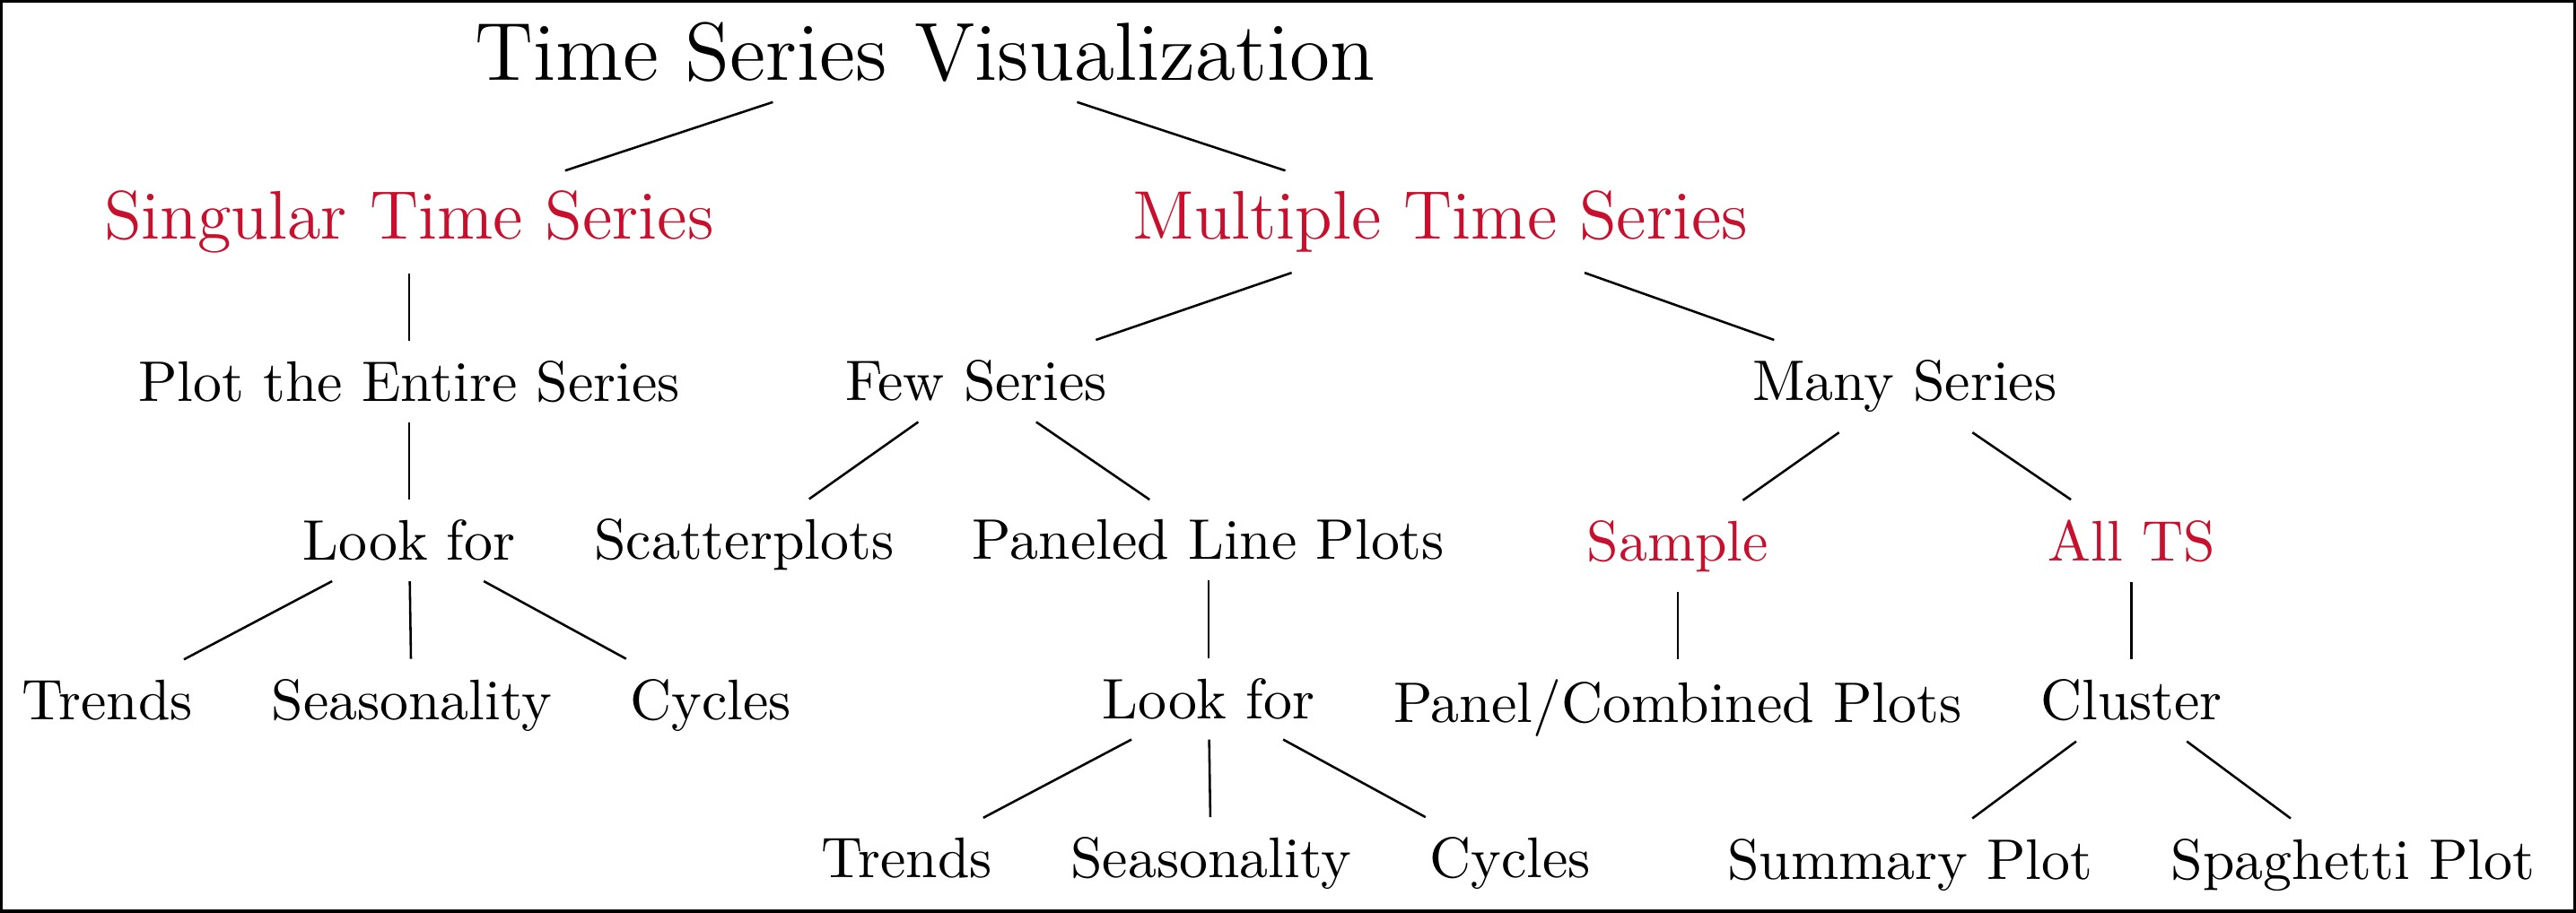 Time Series Visualization
Singular Time Series
Multiple Time Series
Plot the Entire Series
Few Series
Many Series
Look for
Scatterplots
Paneled Line Plots
Sample
All TS
Trends
Seasonality
Cycles
Look for
Panel/Combined Plots
Cluster
Trends
Seasonality
Cycles
Summary Plot
Spaghetti Plot